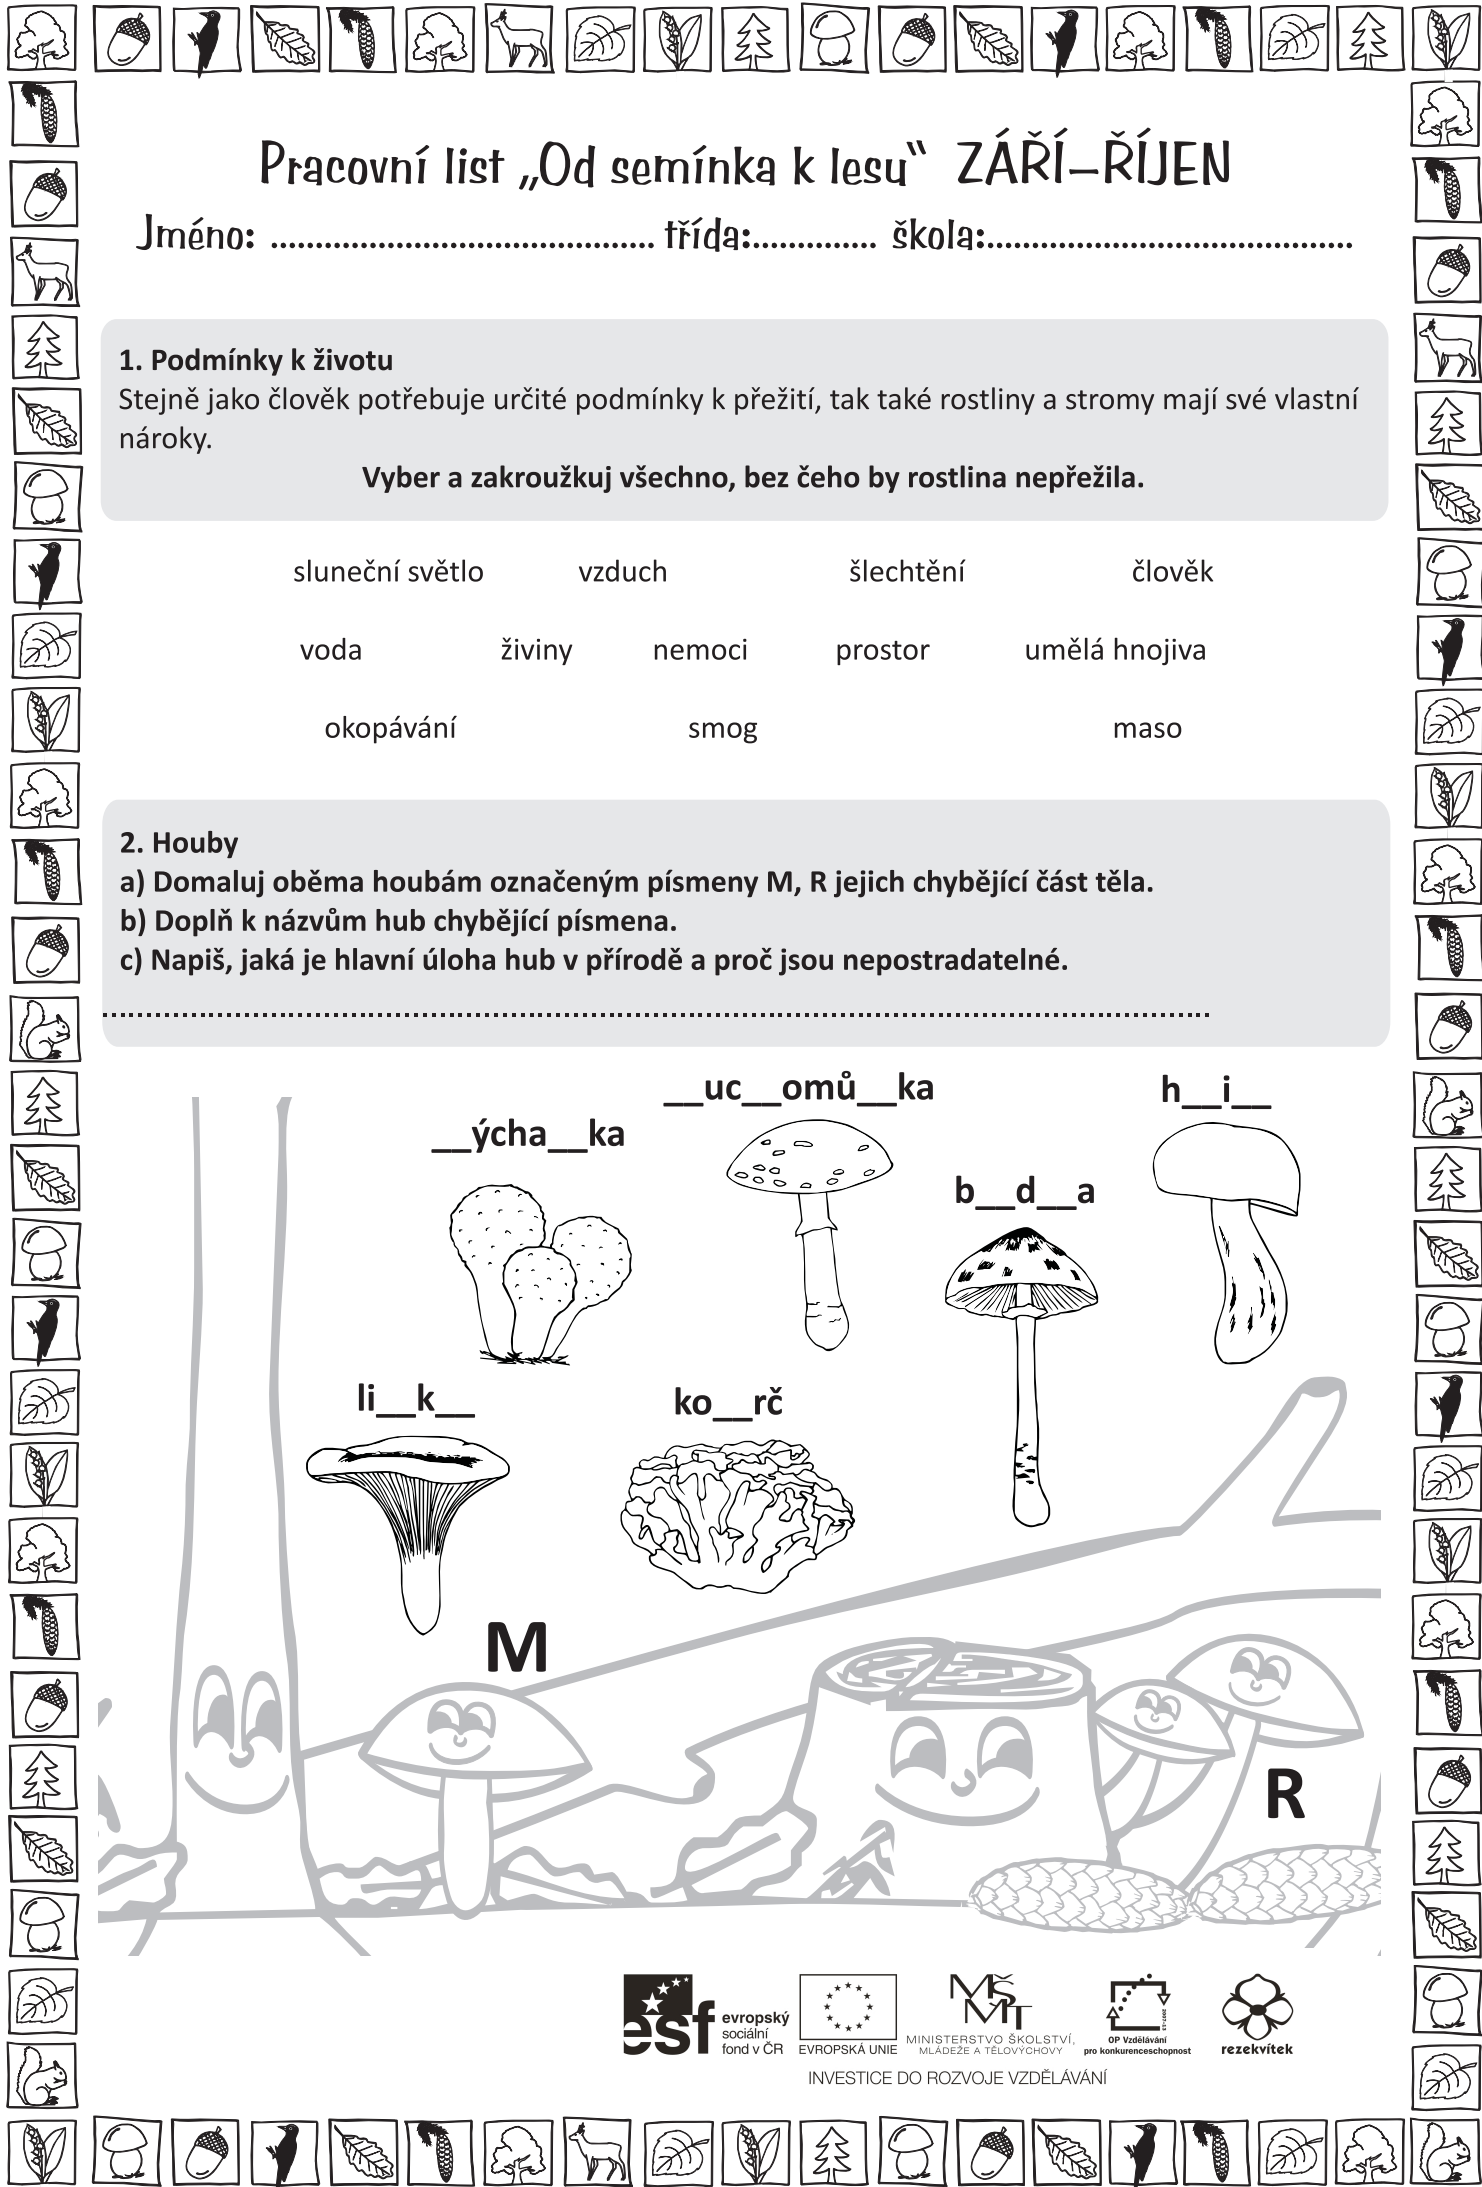 Pracovní list „Od semínka k lesu“ ZÁŘÍ–ŘÍJEN
Jméno: ........................................... třída:.............. škola:.........................................
1. Podmínky k životu
Stejně jako člověk potřebuje určité podmínky k přežití, tak také rostliny a stromy mají své vlastní
nároky.
Vyber a zakroužkuj všechno, bez čeho by rostlina nepřežila.
sluneční světlo vzduch šlechtění člověk
voda živiny nemoci prostor umělá hnojiva
okopávání smog maso
2. Houby
a) Domaluj oběma houbám označeným písmeny M, R jejich chybějící část těla.
b) Doplň k názvům hub chybějící písmena.
c) Napiš, jaká je hlavní úloha hub v přírodě a proč jsou nepostradatelné.
................................................................................
__uc__omů__ka
h__i__
__ýcha__ka
b__d__a
li__k__
ko__rč
M
R
esf evropský
sociální
fond v ČR
EVROPSKÁ UNIE
MŠMT
MINISTERSTVO ŠKOLSTVÍ,
MLÁDEŽE A TĚLOVÝCHOVY
2007-13
OP Vzdělávání
pro konkurenceschopnost
rezekvítek
INVESTICE DO ROZVOJE VZDĚLÁVÁNÍ